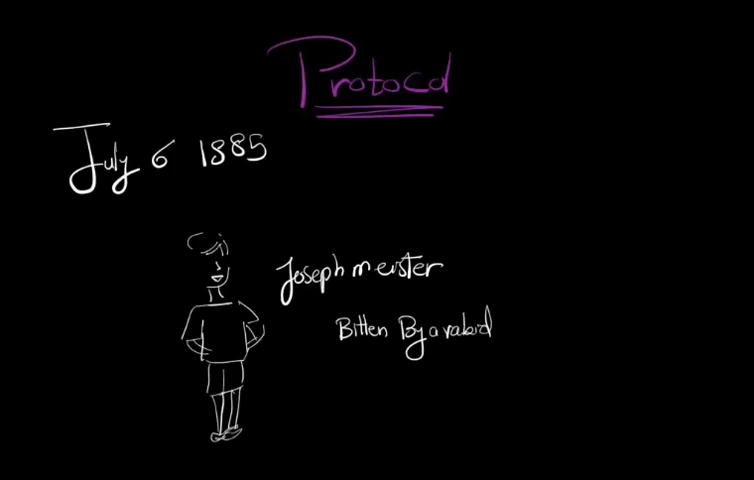 Protocol
July 6 1885
Joseph meister
Bitten By a rabid